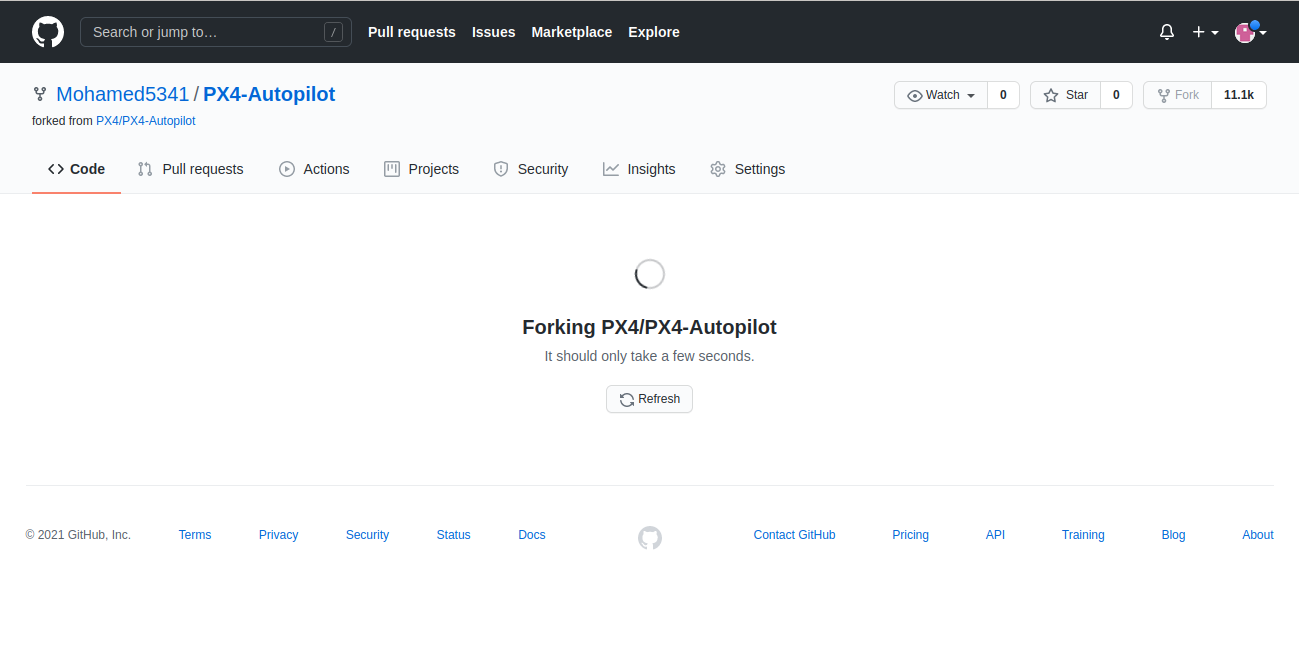 Search or jump to… /
Pull requests Issues Marketplace Explore
Mohamed5341 / PX4-Autopilot
forked from PX4/PX4-Autopilot
Watch 0 Star 0 Fork 11.1k
Code Pull requests Actions Projects Security Insights Settings
Forking PX4/PX4-Autopilot
It should only take a few seconds.
Refresh
© 2021 GitHub, Inc. Terms Privacy Security Status Docs Contact GitHub Pricing API Training Blog About